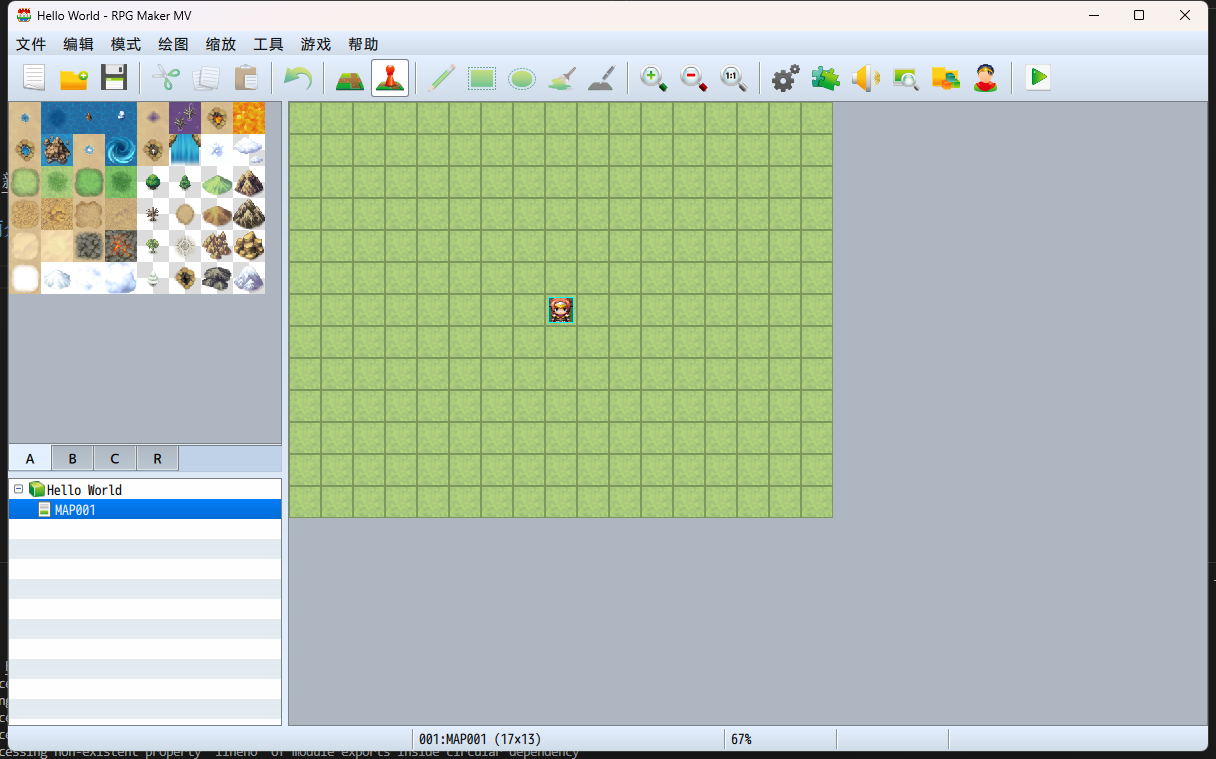 Hello World - RPG Maker MV
文件 编辑 模式 绘图 缩放 工具 游戏 帮助
1:1
A B C R
Hello World
MAP001
001:MAP001 (17x13) 67%
cessing non-existent property 'lineno' of module exports inside circular dependency